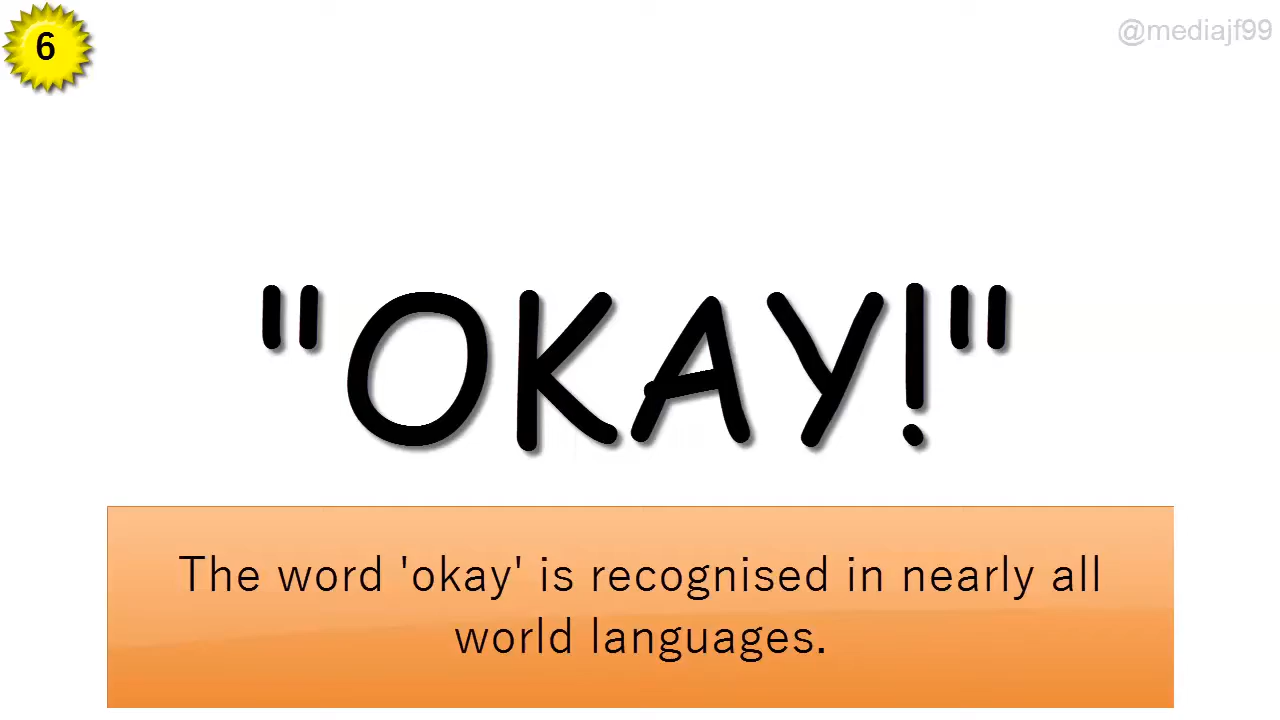 6
@mediajf99
"OKAY!"
The word 'okay' is recognised in nearly all
world languages.